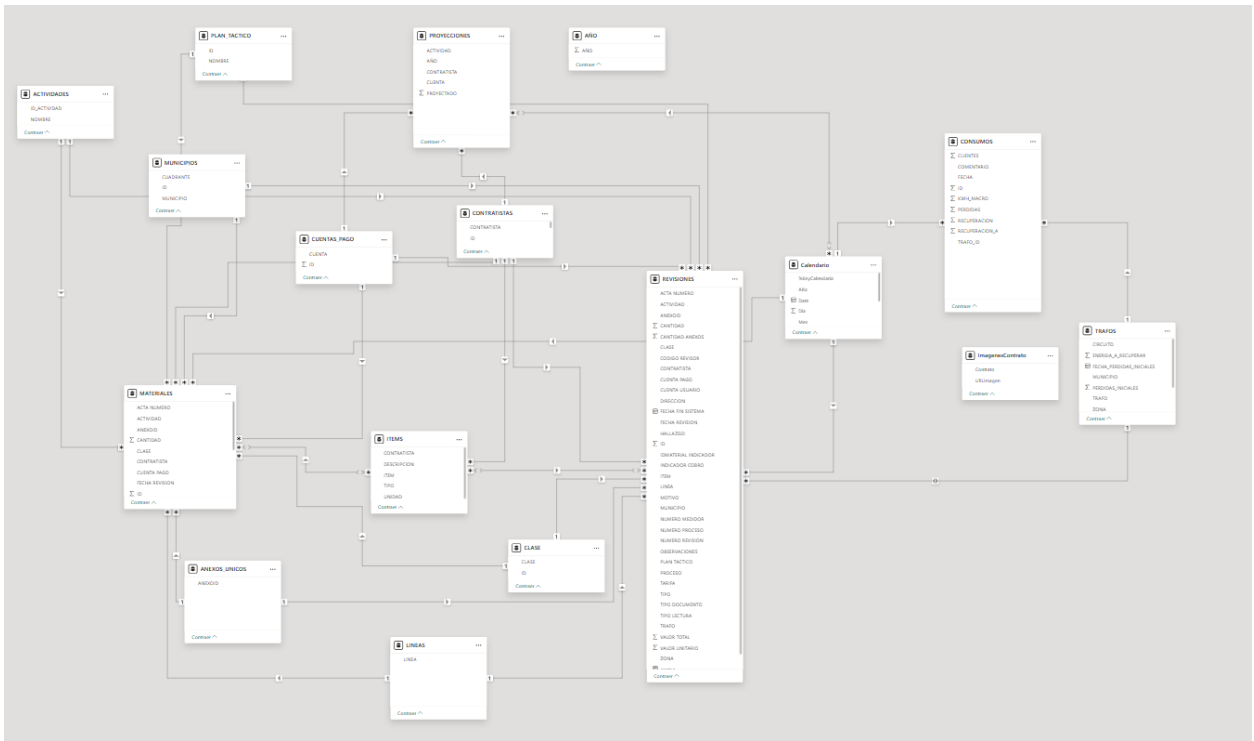 PLAN_TACTICO
ID
NOMBRE
Contraer
PROYECCIONES
ACTIVIDAD
AÑO
CONTRATISTA
CUENTA
PROYECTADO
Contraer
AÑO
AÑO
Contraer
ACTIVIDADES
ID_ACTIVIDAD
NOMBRE
Contraer
MUNICIPIOS
CUADRANTE
ID
MUNICIPIO
Contraer
CONSUMOS
CLIENTES
COMENTARIO
FECHA
ID
KWH_MACRO
PERDIDAS
RECUPERACION
RECUPERACION_A
TRAFO_ID
Contraer
CONTRATISTAS
CONTRATISTA
ID
Contraer
CUENTAS_PAGO
CUENTA
ID
Contraer
REVISIONES
ACTA NUMERO
ACTIVIDAD
ANEXOIO
CANTIDAD
CANTIDAD ANEXOS
CLASE
CODIGO REVISOR
CONTRATISTA
CUENTA PAGO
CUENTA USUARIO
DIRECCION
FECHA FIN SISTEMA
FECHA REVISION
HALLAZGO
ID
IDMATERIAL INDICADOR
INDICADOR COBRO
ITEM
LINEA
MOTIVO
MUNICIPIO
NUMERO MEDIDOR
NUMERO PROCESO
NUMERO REVISION
OBSERVACIONES
PLAN TACTICO
PROCESO
TARIFA
TIPO
TIPO DOCUMENTO
TIPO LECTURA
TRAFO
VALOR TOTAL
VALOR UNITARIO
ZONA
Contraer
Calendario
Año
Date
Día
Mes
Contraer
TRAFOS
CIRCUITO
ENERGIA_A_RECUPERAR
FECHA_PERDIDAS_INICIALES
MUNICIPIO
PERDIDAS_INICIALES
TRAFO
ZONA
Contraer
ImagenesContrato
Contrato
URLImagen
Contraer
MATERIALES
ACTA NUMERO
ACTIVIDAD
ANEXOIO
CANTIDAD
CLASE
CONTRATISTA
CUENTA PAGO
FECHA REVISION
ID
Contraer
ITEMS
CONTRATISTA
DESCRIPCION
ITEM
TIPO
UNIDAD
Contraer
CLASE
CLASE
ID
Contraer
ANEXOS_UNICOS
ANEXOIO
Contraer
LINEAS
LINEA
Contraer